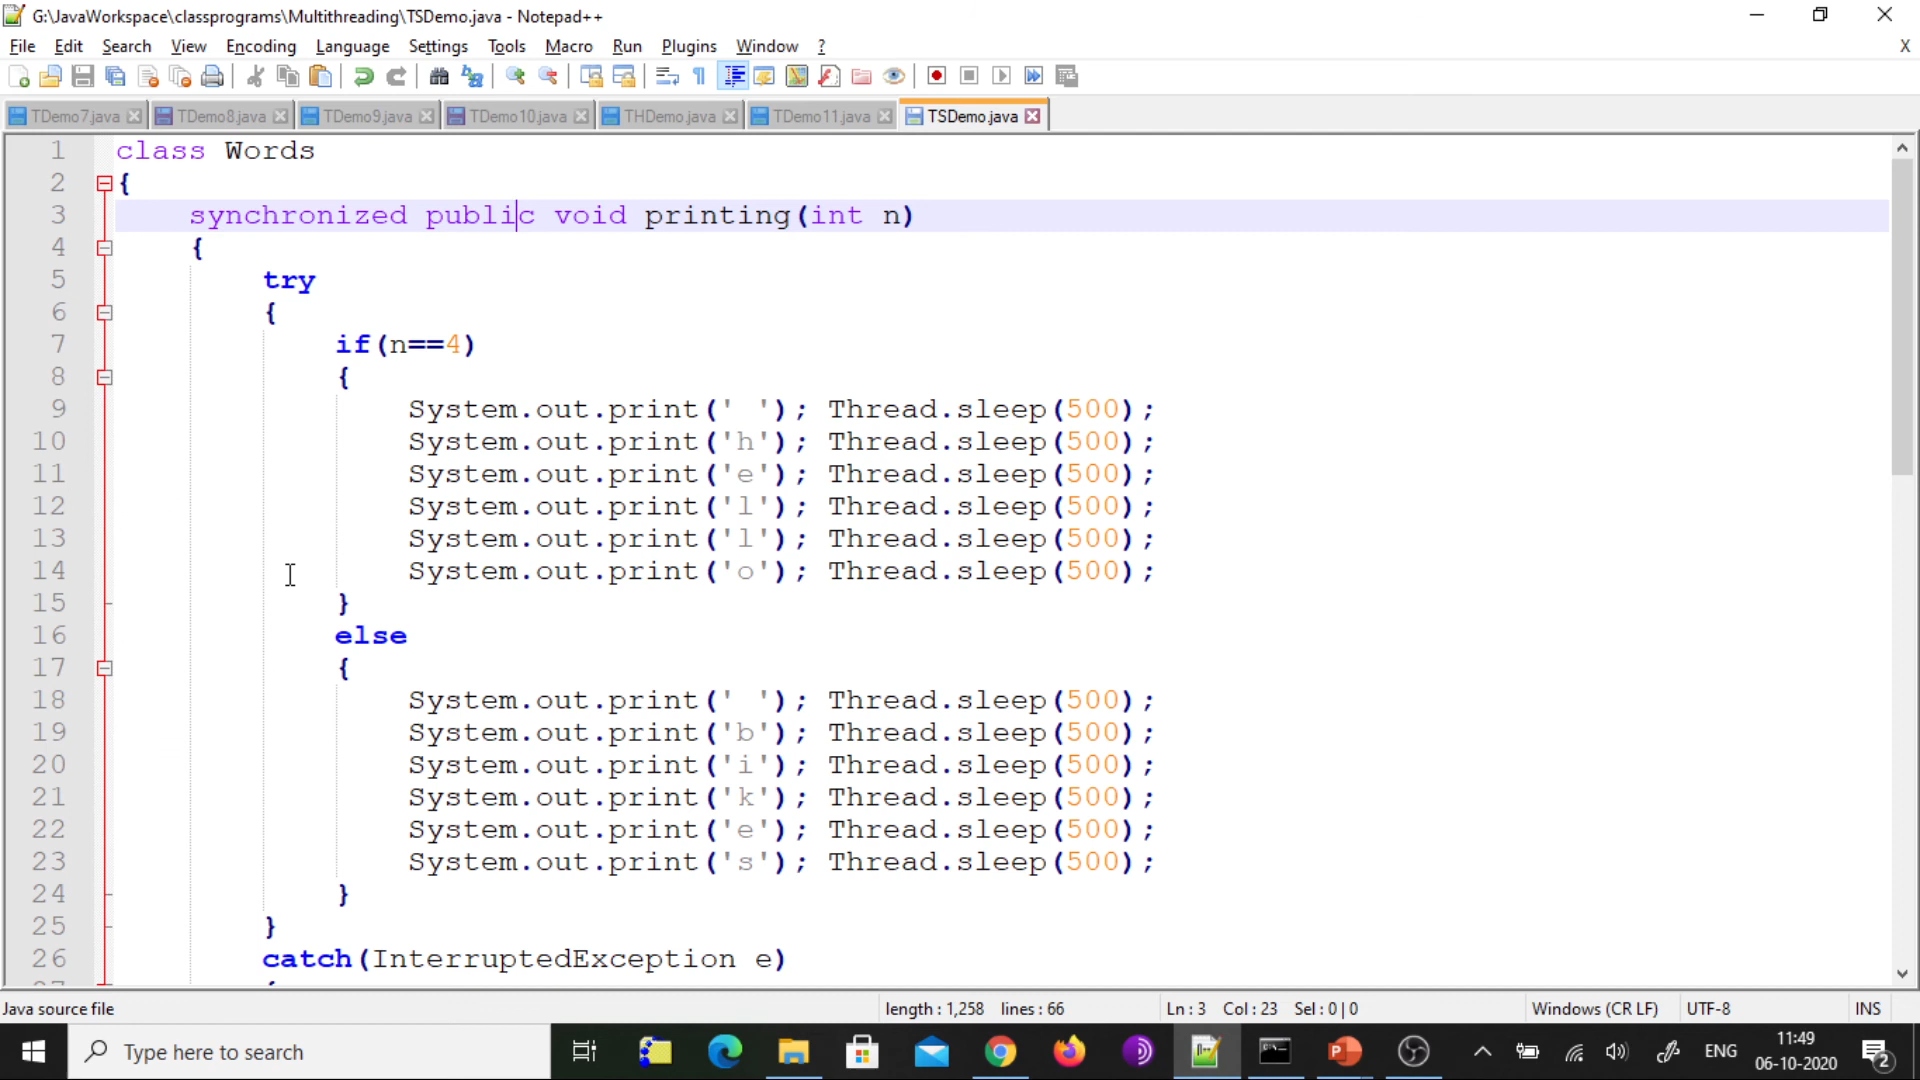 G:\JavaWorkspace\classprograms\Multithreading\TSDemo.java - Notepad++
File Edit Search View Encoding Language Settings Tools Macro Run Plugins Window ? X
TDemo7.java TDemo8.java TDemo9.java TDemo10.java THDemo.java TDemo11.java TSDemo.java
1 class Words
2 {
3 synchronized public void printing(int n)
4 {
5 try
6 {
7 if(n==4)
8 {
9 System.out.print(' '); Thread.sleep(500);
10 System.out.print('h'); Thread.sleep(500);
11 System.out.print('e'); Thread.sleep(500);
12 System.out.print('l'); Thread.sleep(500);
13 System.out.print('l'); Thread.sleep(500);
14 System.out.print('o'); Thread.sleep(500);
15 }
16 else
17 {
18 System.out.print(' '); Thread.sleep(500);
19 System.out.print('b'); Thread.sleep(500);
20 System.out.print('i'); Thread.sleep(500);
21 System.out.print('k'); Thread.sleep(500);
22 System.out.print('e'); Thread.sleep(500);
23 System.out.print('s'); Thread.sleep(500);
24 }
25 }
26 catch(InterruptedException e)
Java source file length : 1,258 lines : 66 Ln : 3 Col : 23 Sel : 0 | 0 Windows (CR LF) UTF-8 INS
Type here to search ENG 11:49
06-10-2020 2